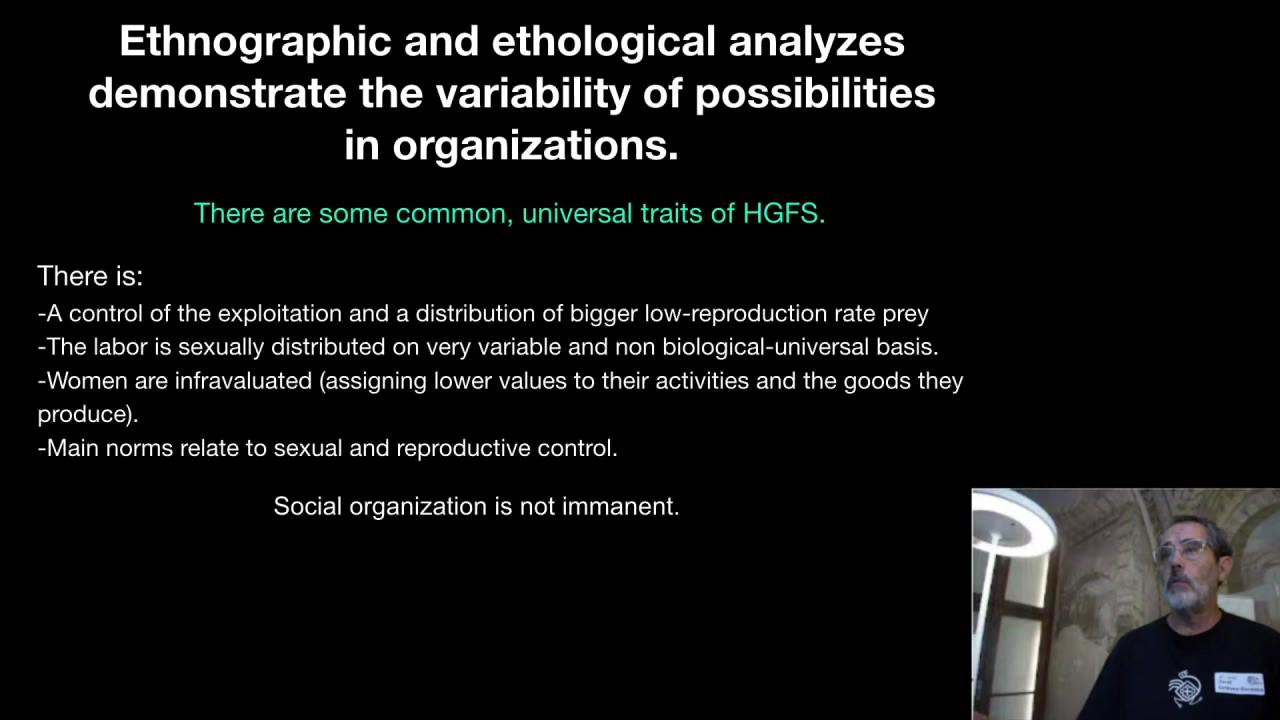 Ethnographic and ethological analyzes
demonstrate the variability of possibilities
in organizations.
There are some common, universal traits of HGFS.
There is:
-A control of the exploitation and a distribution of bigger low-reproduction rate prey
-The labor is sexually distributed on very variable and non biological-universal basis.
-Women are infravaluated (assigning lower values to their activities and the goods they
produce).
-Main norms relate to sexual and reproductive control.
Social organization is not immanent.